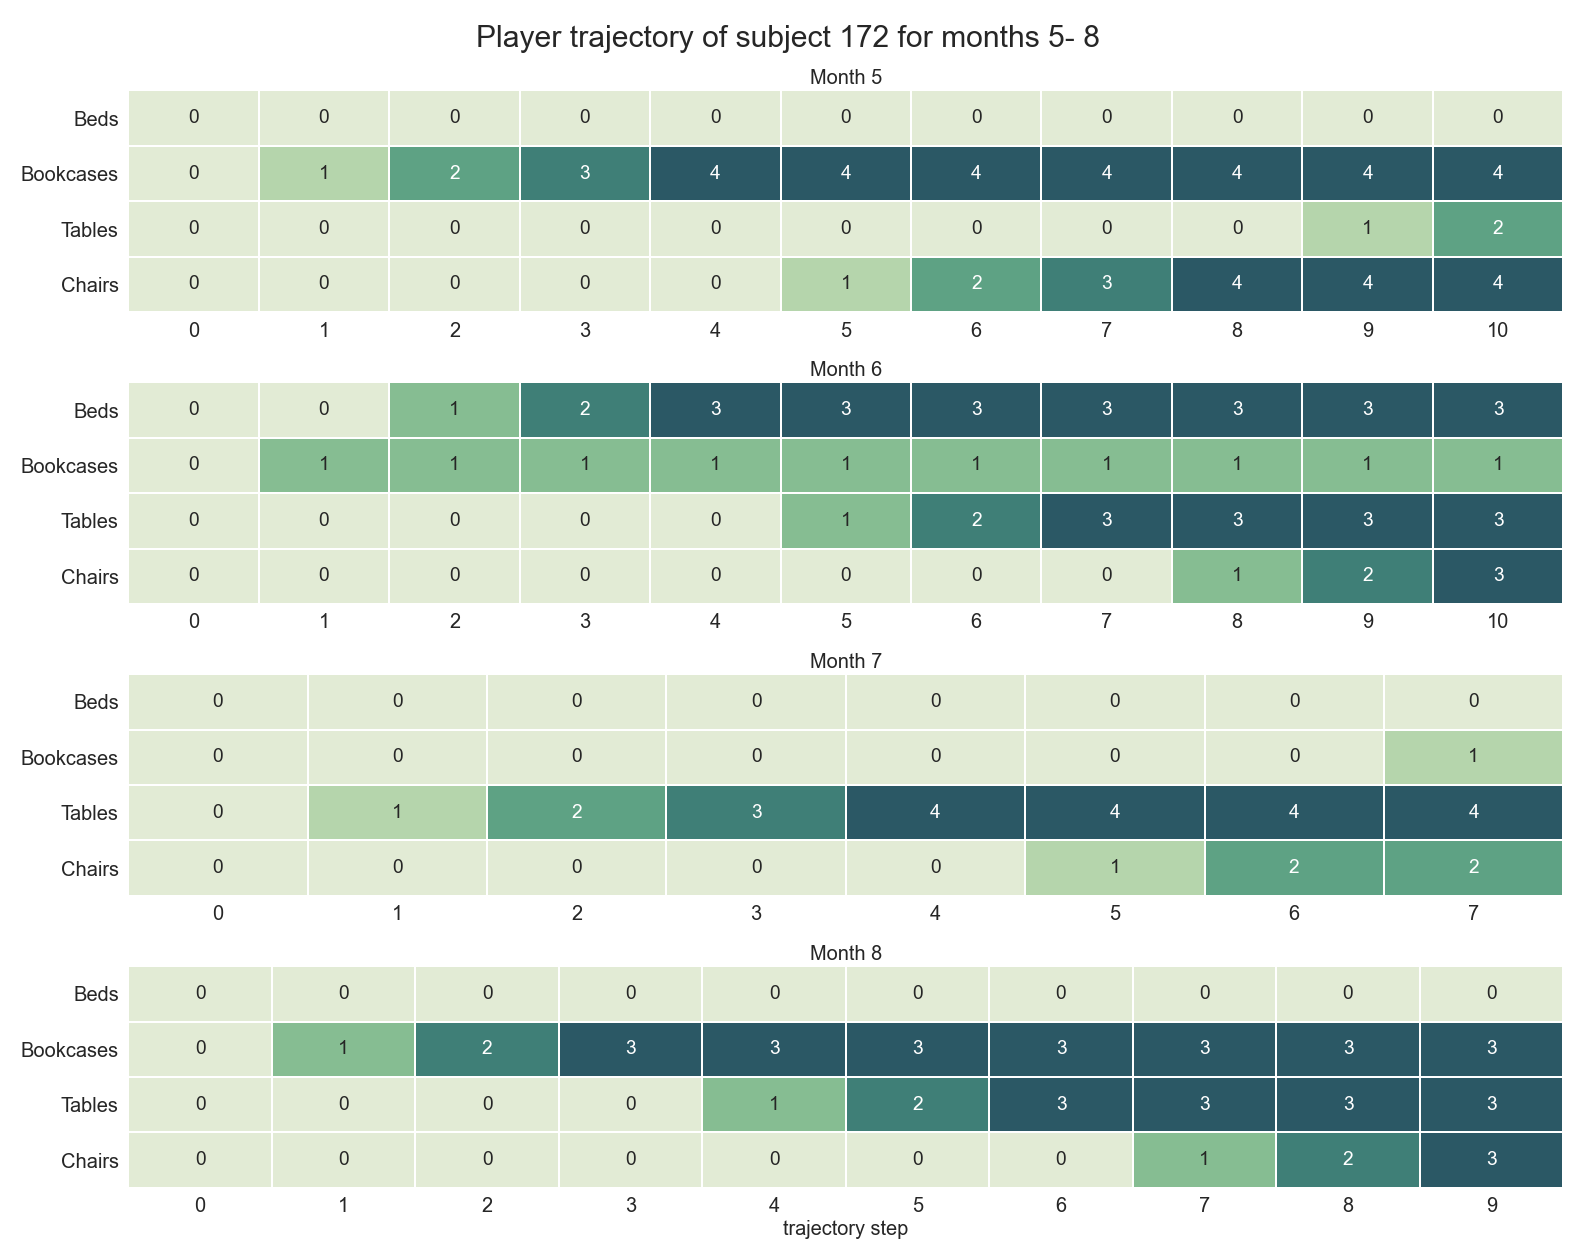 Player trajectory of subject 172 for months 5- 8
Month 5
Beds 0 0 0 0 0 0 0 0 0 0 0
Bookcases 0 1 2 3 4 4 4 4 4 4 4
Tables 0 0 0 0 0 0 0 0 0 1 2
Chairs 0 0 0 0 0 1 2 3 4 4 4
0 1 2 3 4 5 6 7 8 9 10
Month 6
Beds 0 0 1 2 3 3 3 3 3 3 3
Bookcases 0 1 1 1 1 1 1 1 1 1 1
Tables 0 0 0 0 0 1 2 3 3 3 3
Chairs 0 0 0 0 0 0 0 0 1 2 3
0 1 2 3 4 5 6 7 8 9 10
Month 7
Beds 0 0 0 0 0 0 0 0
Bookcases 0 0 0 0 0 0 0 1
Tables 0 1 2 3 4 4 4 4
Chairs 0 0 0 0 0 1 2 2
0 1 2 3 4 5 6 7
Month 8
Beds 0 0 0 0 0 0 0 0 0 0
Bookcases 0 1 2 3 3 3 3 3 3 3
Tables 0 0 0 0 1 2 3 3 3 3
Chairs 0 0 0 0 0 0 0 1 2 3
0 1 2 3 4 5 6 7 8 9
trajectory step